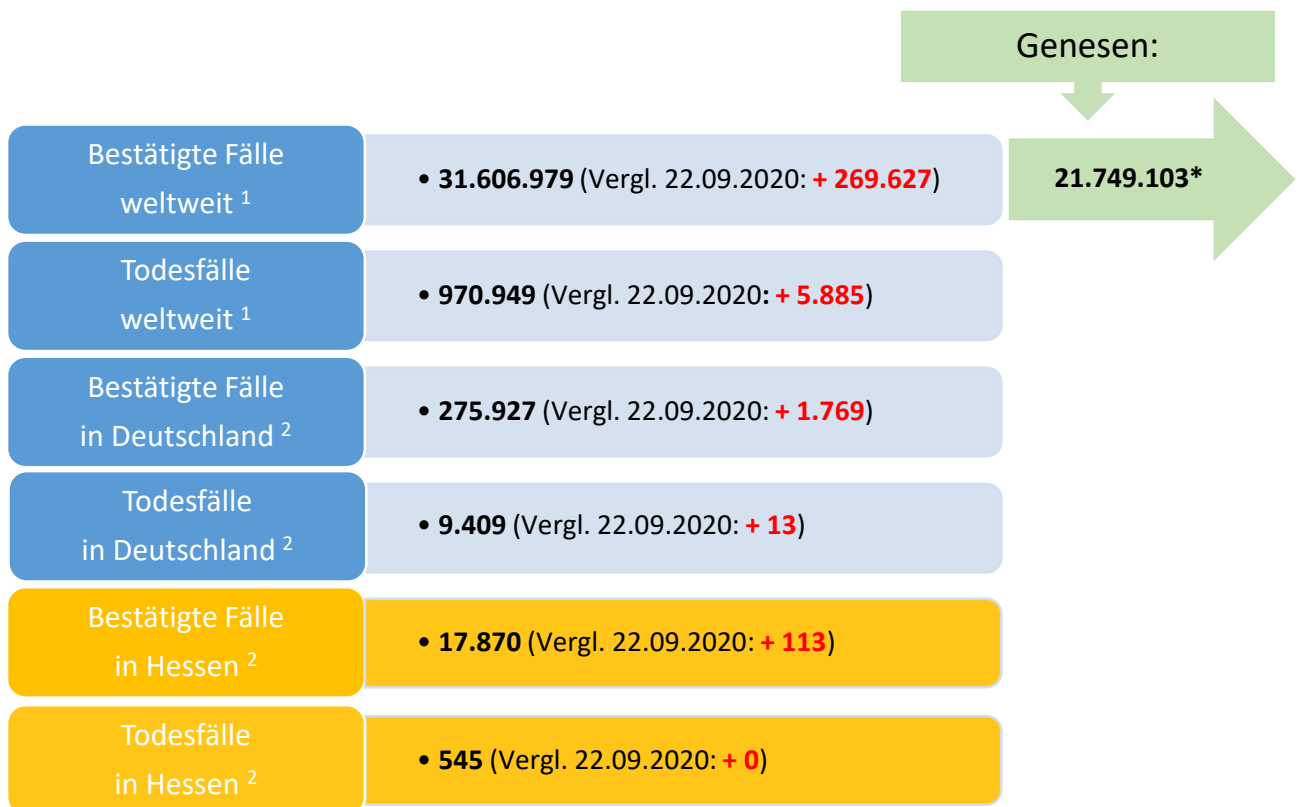 Genesen:
Bestätigte Fälle
weltweit ¹
• 31.606.979 (Vergl. 22.09.2020: + 269.627)
21.749.103*
Todesfälle
weltweit ¹
• 970.949 (Vergl. 22.09.2020: + 5.885)
Bestätigte Fälle
in Deutschland ²
• 275.927 (Vergl. 22.09.2020: + 1.769)
Todesfälle
in Deutschland ²
• 9.409 (Vergl. 22.09.2020: + 13)
Bestätigte Fälle
in Hessen ²
• 17.870 (Vergl. 22.09.2020: + 113)
Todesfälle
in Hessen ²
• 545 (Vergl. 22.09.2020: + 0)